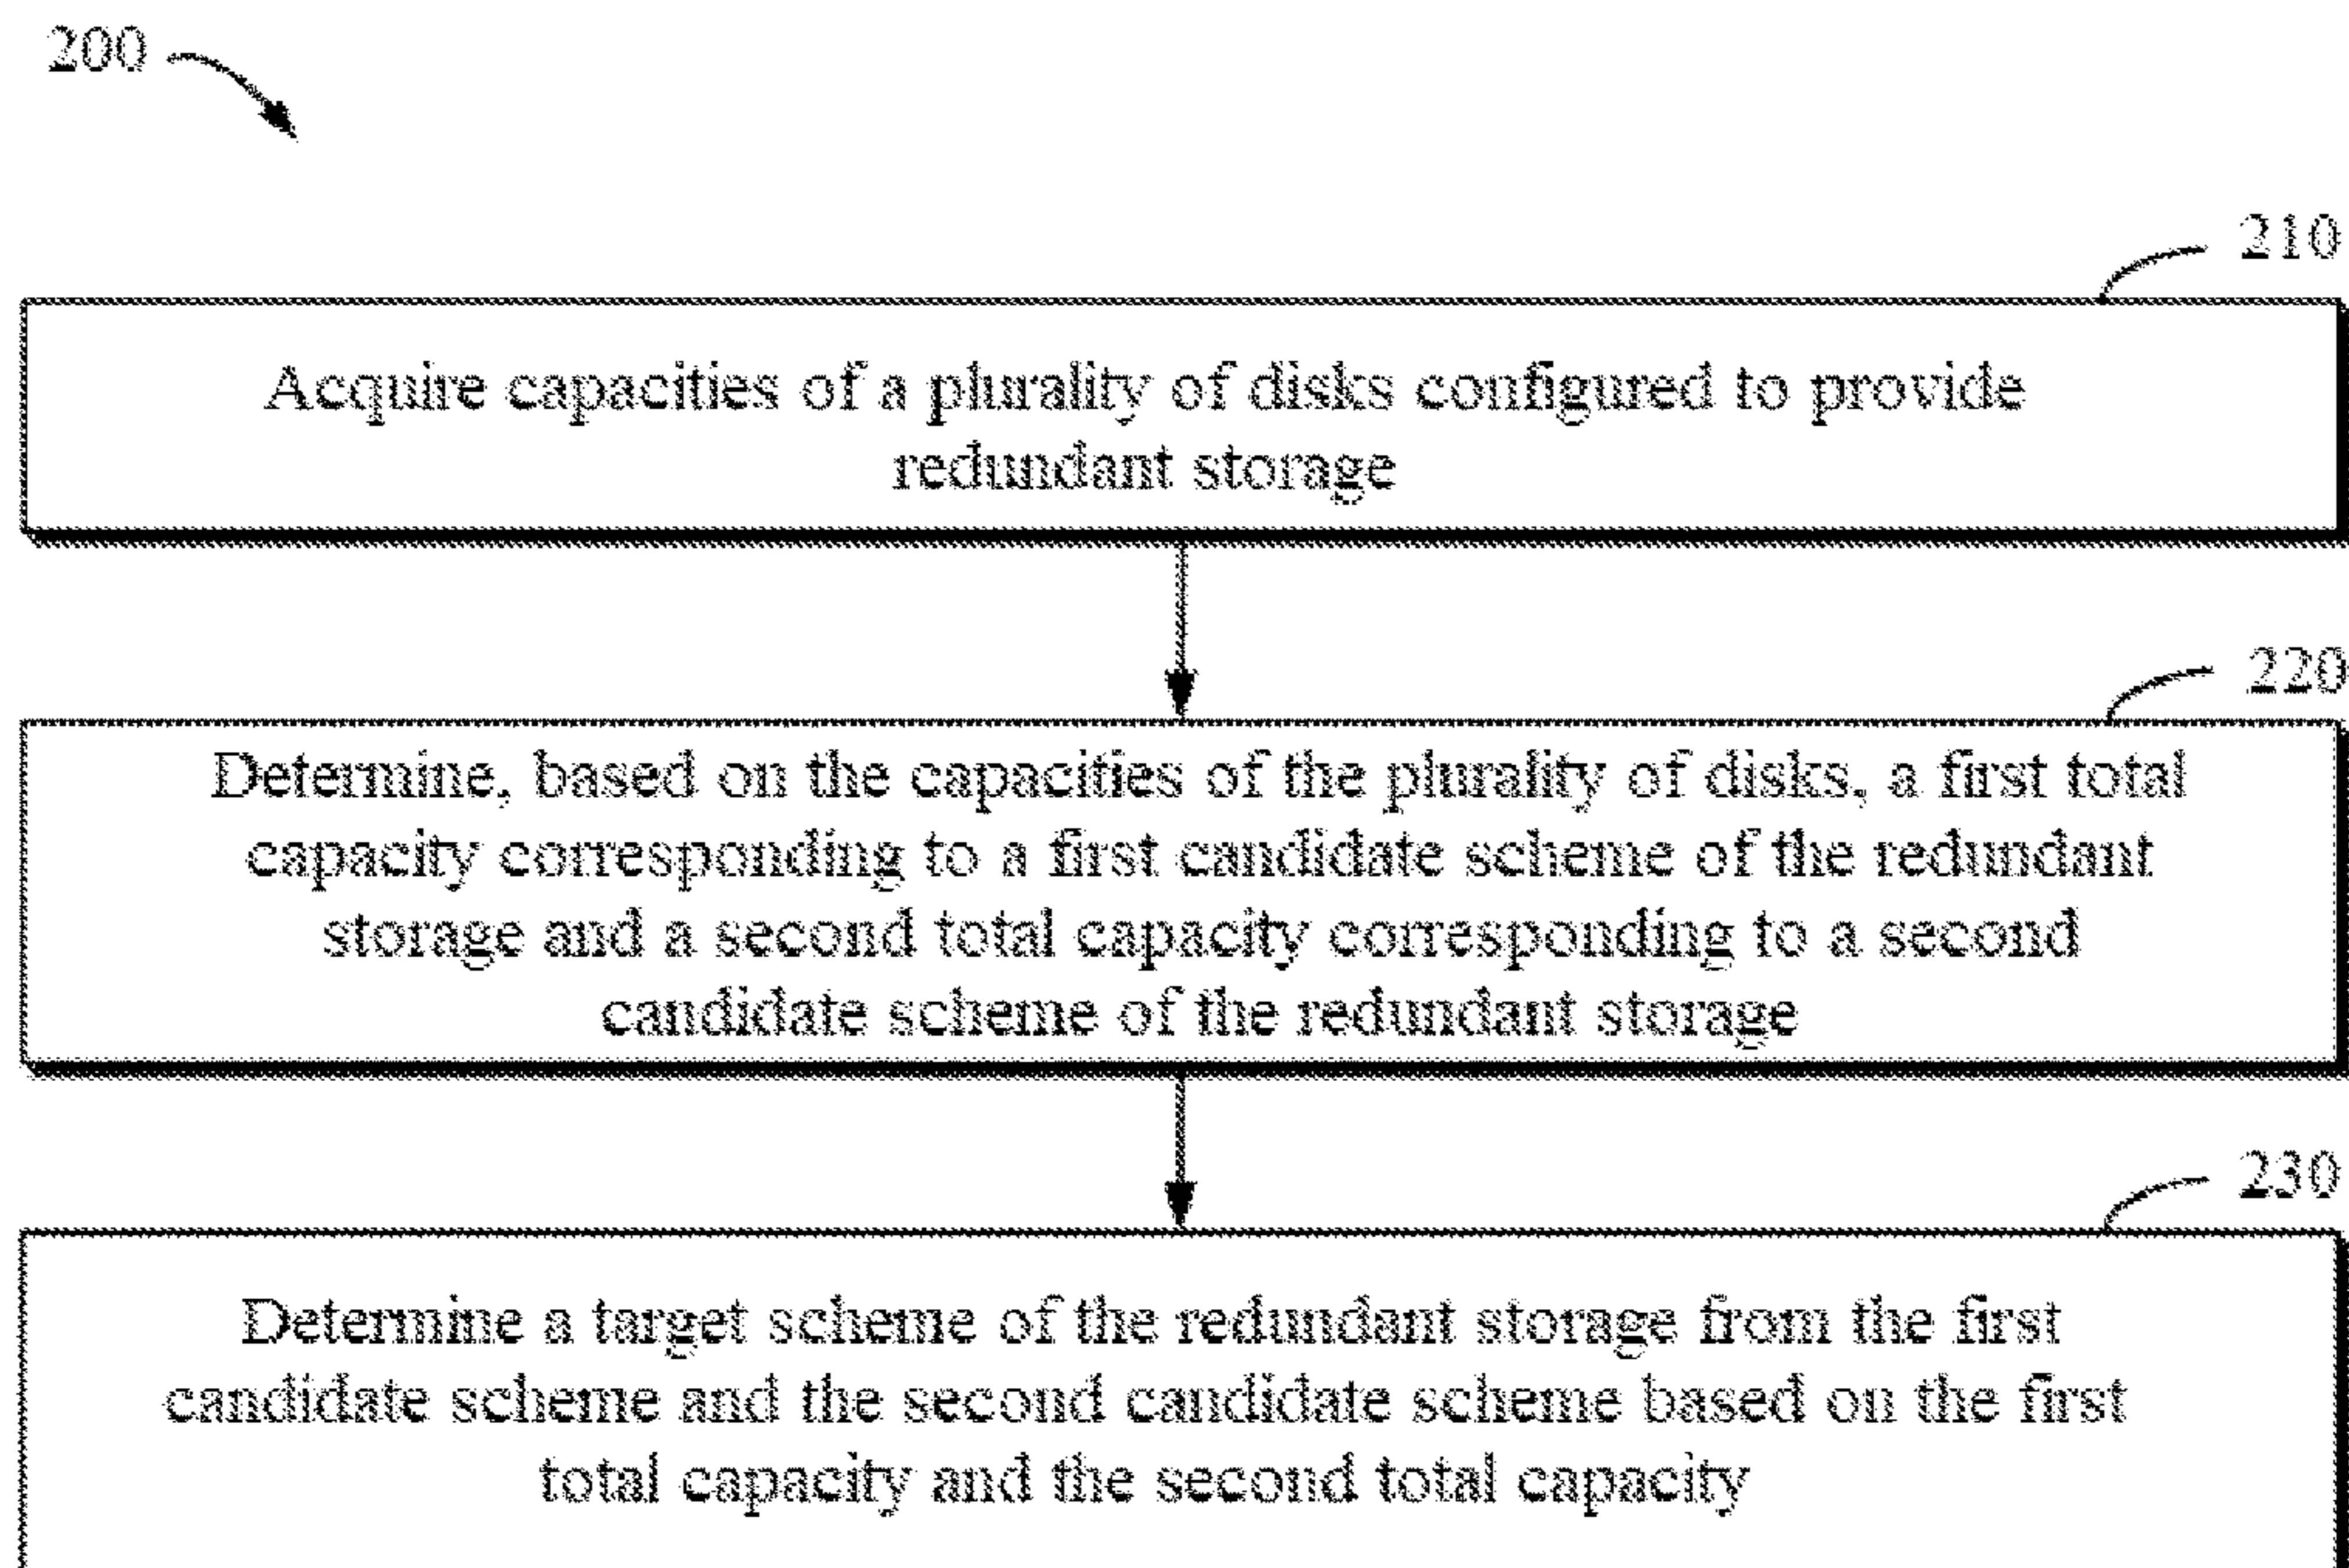 200
210
Acquire capacities of a plurality of disks configured to provide
redundant storage
220
Determine, based on the capacities of the plurality of disks, a first total
capacity corresponding to a first candidate scheme of the redundant
storage and a second total capacity corresponding to a second
candidate scheme of the redundant storage
230
Determine a target scheme of the redundant storage from the first
candidate scheme and the second candidate scheme based on the first
total capacity and the second total capacity